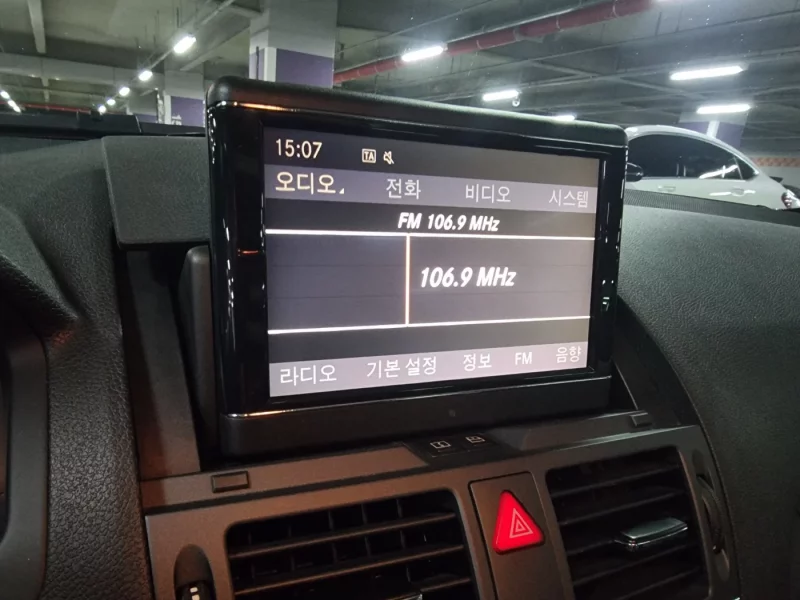 15:07 TA
오디오 전화 비디오 시스템
FM 106.9 MHz
106.9 MHz
라디오 기본 설정 정보 FM 음향